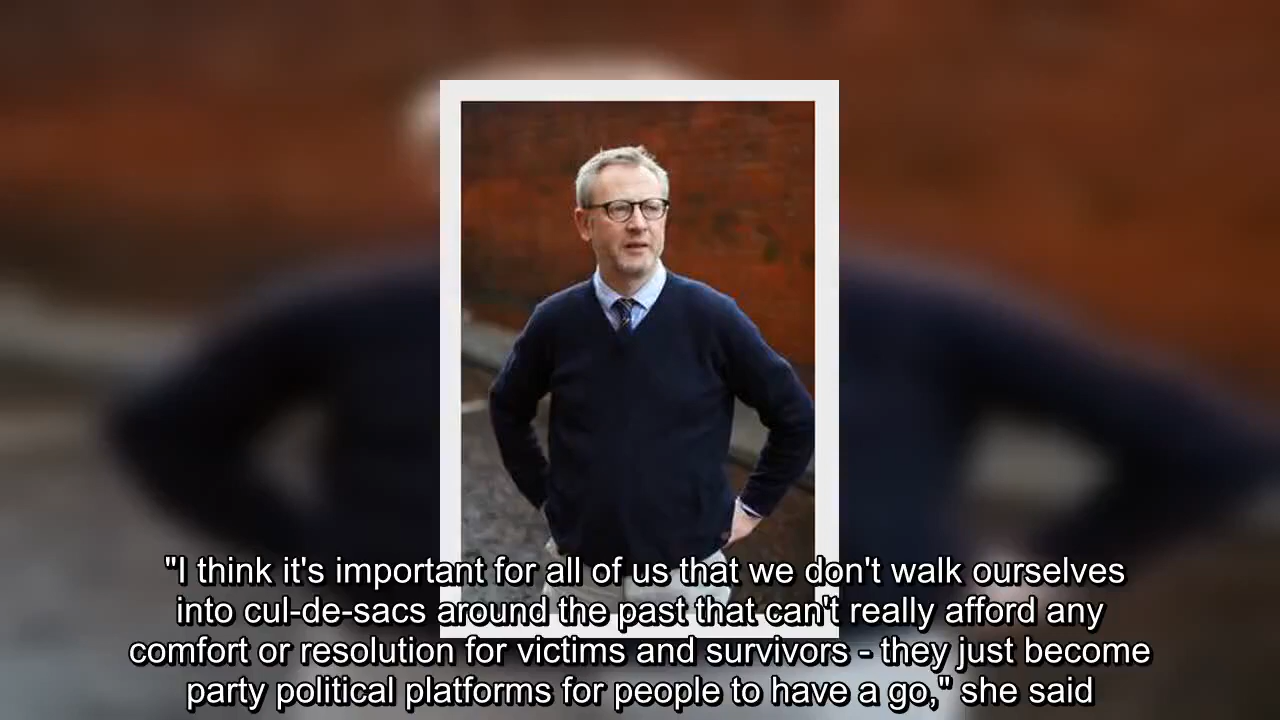 "I think it's important for all of us that we don't walk ourselves
into cul-de-sacs around the past that can't really afford any
comfort or resolution for victims and survivors - they just become
party political platforms for people to have a go," she said